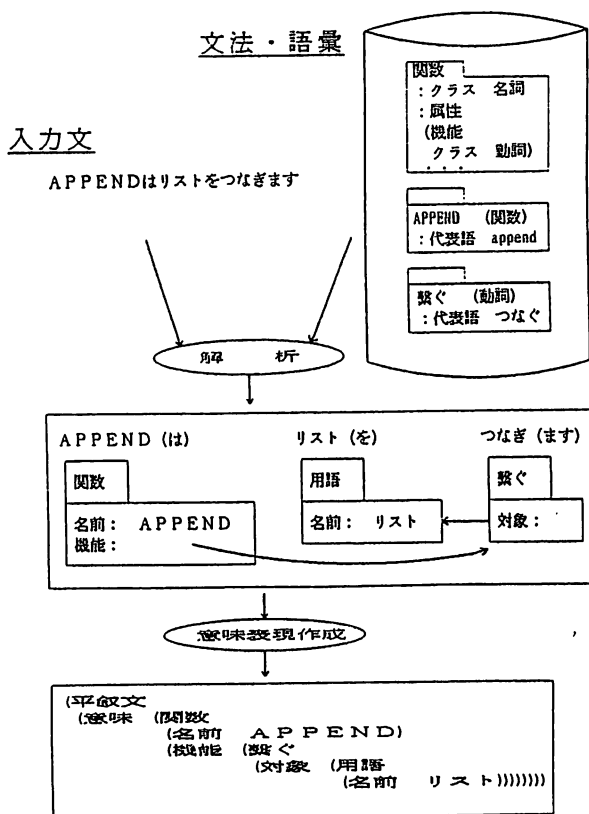 文法・語彙
関数
:クラス 名詞
:属性
(機能
クラス 動詞)
・・・
入力文
APPENDはリストをつなぎます
APPEND (関数)
:代表語 append
繋ぐ (動詞)
:代表語 つなぐ
解 析
APPEND (は) リスト (を) つなぎ (ます)
関数 用語 繋ぐ
名前: APPEND 名前: リスト 対象:
機能:
意味表現作成
(平叙文
(意味 (関数
(名前 APPEND)
(機能 (繋ぐ
(対象 (用語
(名前 リスト))))))))